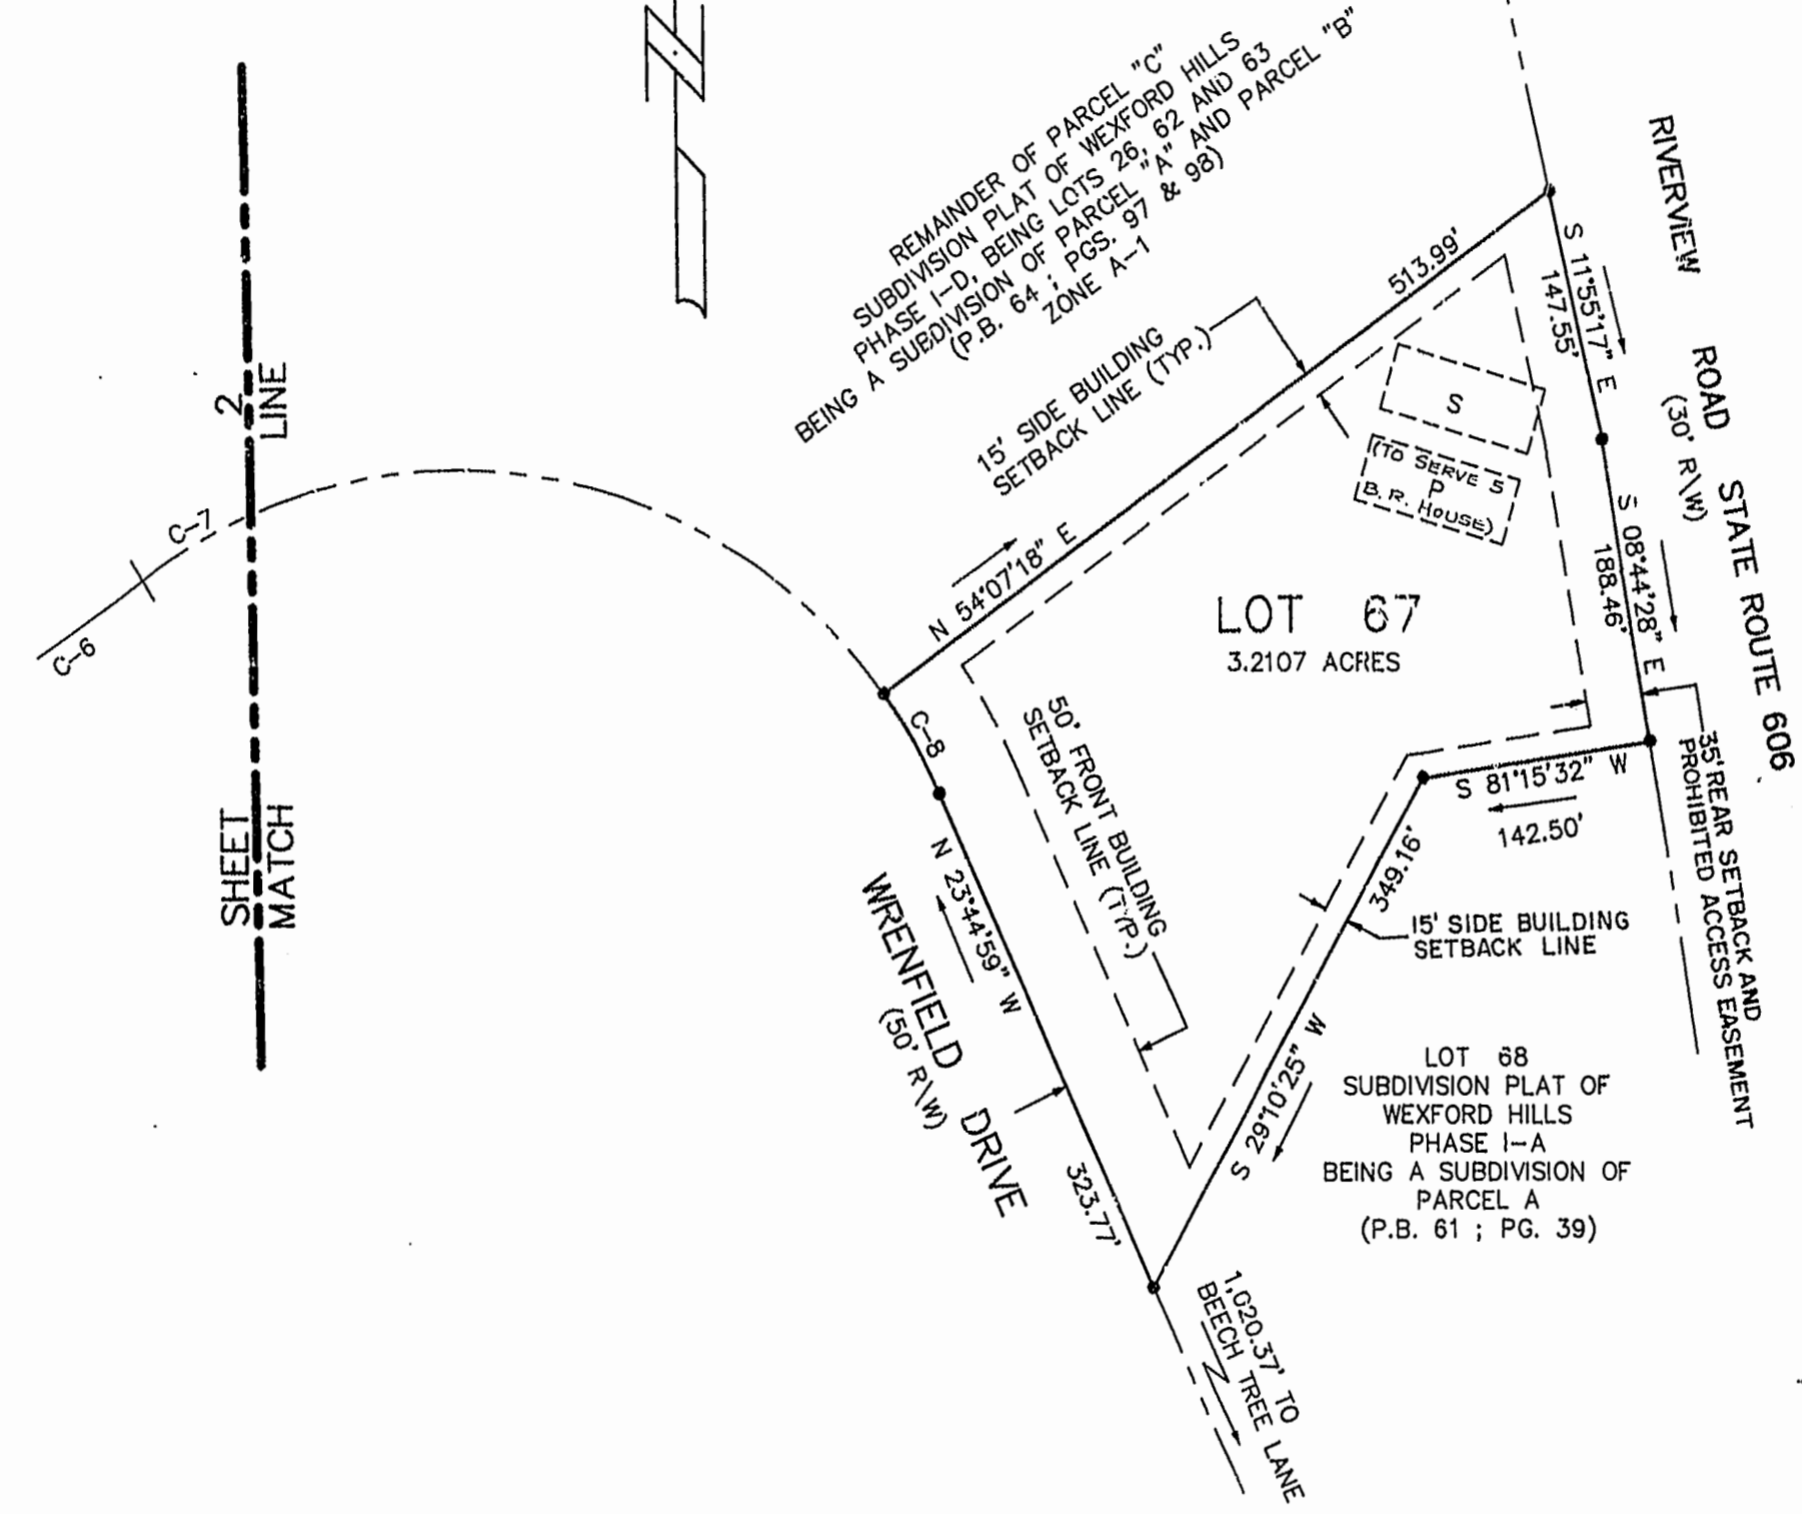 REMAINDER OF PARCEL "C"
SUBDIVISION PLAT OF WEXFORD HILLS
PHASE I-D, BEING LOTS 26, 62 AND 63
BEING A SUBDIVISION OF PARCEL "A" AND PARCEL "B"
(P.B. 64 ; PGS. 97 & 98)
ZONE A-1
15' SIDE BUILDING
SETBACK LINE (TYP.)
513.99'
N 54°07'18" E
S 11°55'17" E
147.55'
RIVERVIEW ROAD STATE ROUTE 606
(30' R\W)
S 08°44'28" E
188.46'
S
(TO SERVE 5
P
B.R. HOUSE)
LOT 67
3.2107 ACRES
SHEET 2
MATCH LINE
C-7
C-6
C-8
50' FRONT BUILDING
SETBACK LINE (TYP.)
S 81°15'32" W
142.50'
35' REAR SETBACK AND
PROHIBITED ACCESS EASEMENT
349.16'
15' SIDE BUILDING
SETBACK LINE
S 29°10'25" W
N 23°44'59" W
323.77'
WRENFIELD DRIVE
(50' R\W)
LOT 68
SUBDIVISION PLAT OF
WEXFORD HILLS
PHASE I-A
BEING A SUBDIVISION OF
PARCEL A
(P.B. 61 ; PG. 39)
1,020.37' TO
BEECH TREE LANE